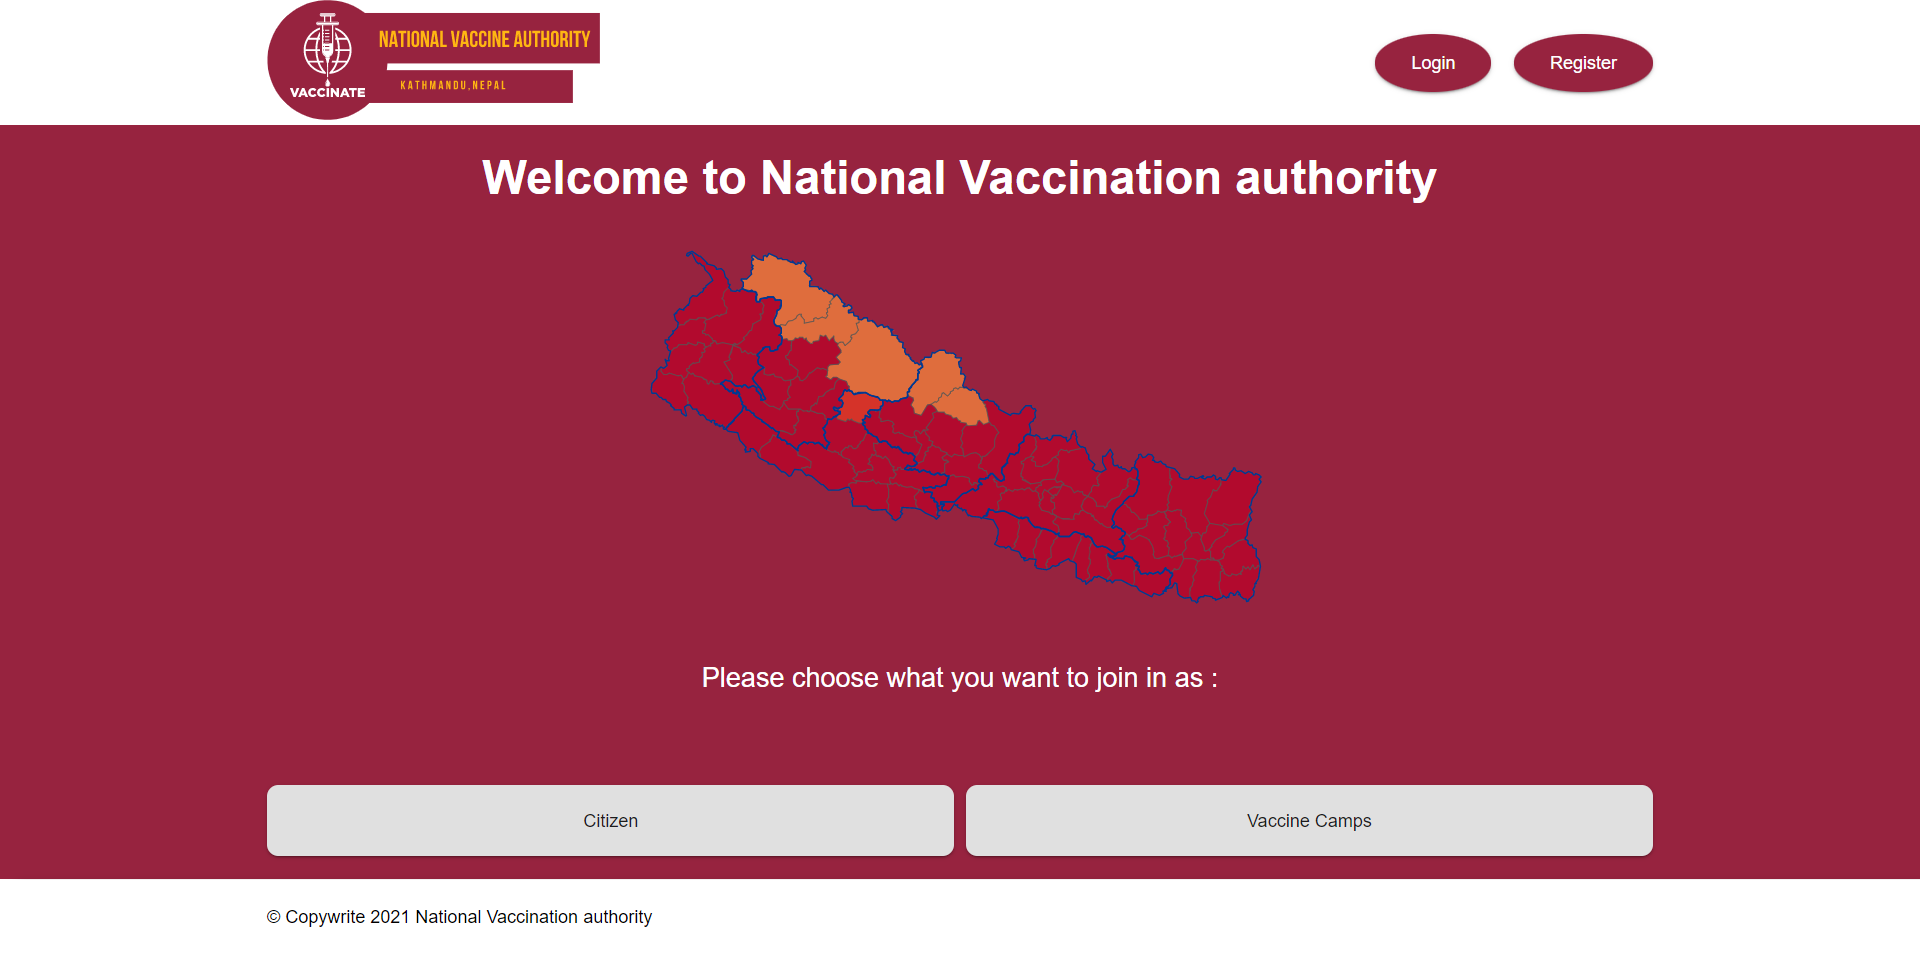 NATIONAL VACCINE AUTHORITY
KATHMANDU,NEPAL
VACCINATE
Login
Register
Welcome to National Vaccination authority
Please choose what you want to join in as :
Citizen
Vaccine Camps
© Copywrite 2021 National Vaccination authority